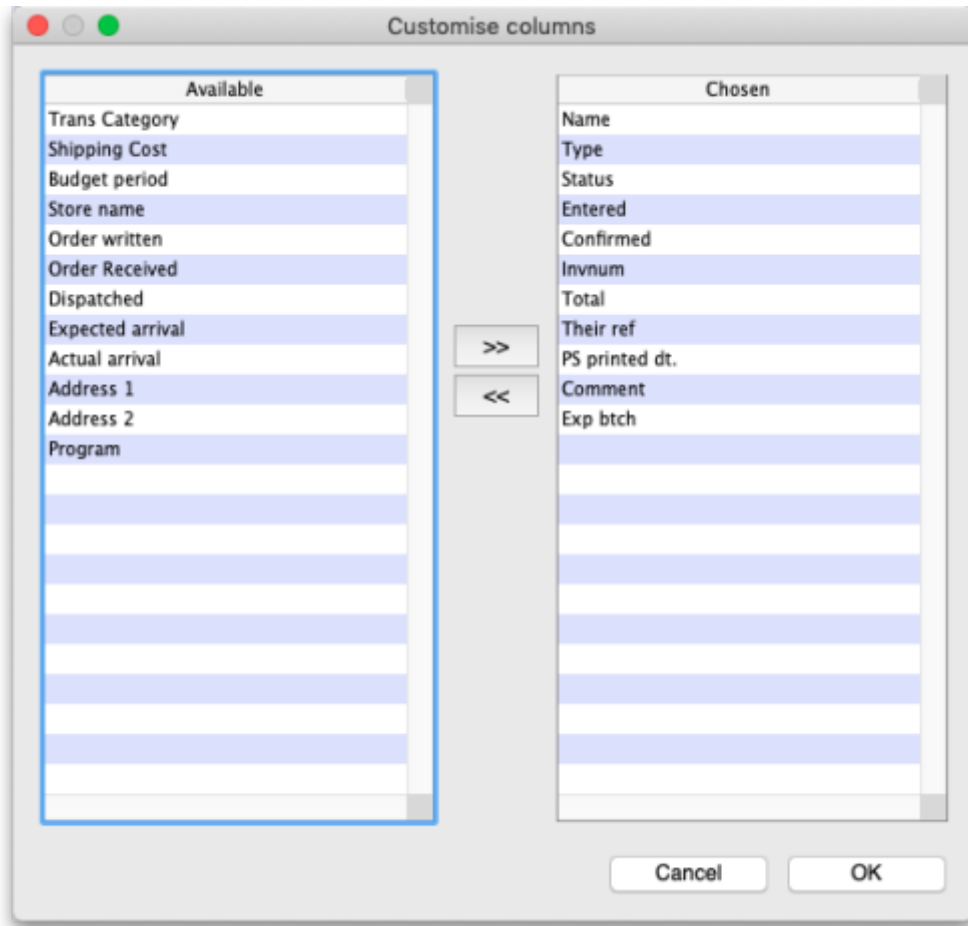 Customise columns
Available
Trans Category
Shipping Cost
Budget period
Store name
Order written
Order Received
Dispatched
Expected arrival
Actual arrival
Address 1
Address 2
Program
>>
<<
Chosen
Name
Type
Status
Entered
Confirmed
Invnum
Total
Their ref
PS printed dt.
Comment
Exp btch
Cancel
OK